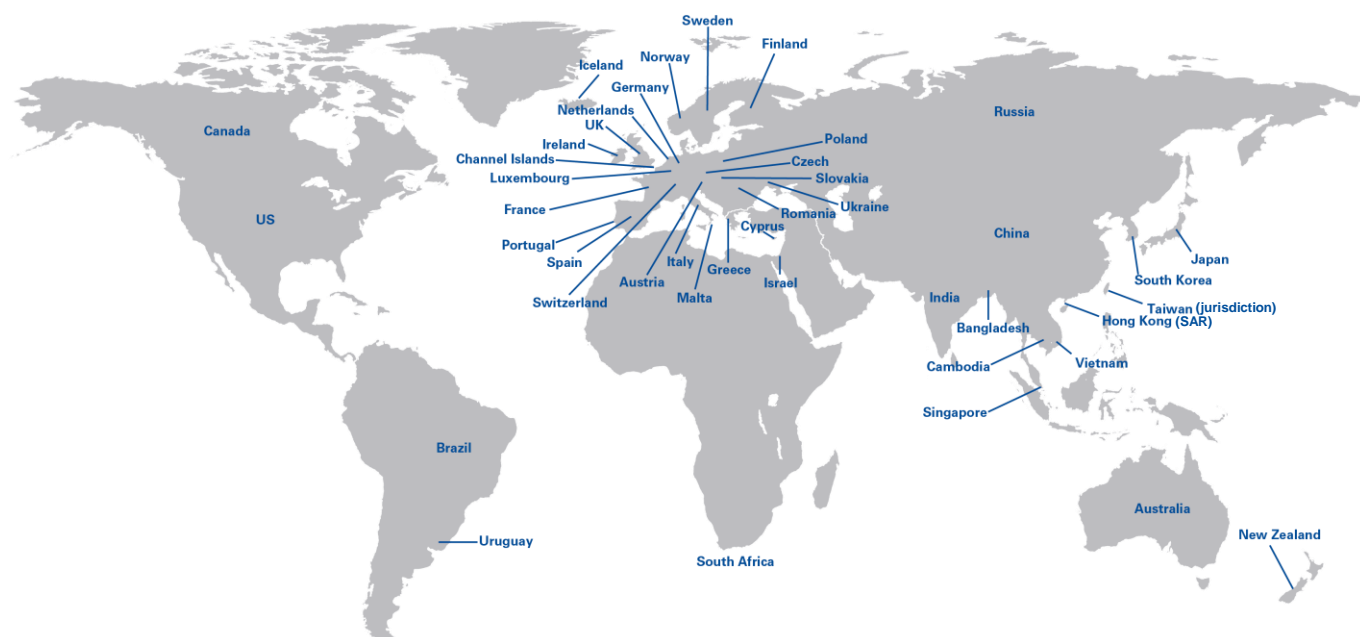 Sweden
Finland
Norway
Iceland
Germany
Netherlands
UK
Ireland
Channel Islands
Luxembourg
France
Portugal
Spain
Switzerland
Austria
Italy
Malta
Greece
Cyprus
Israel
Poland
Czech
Slovakia
Ukraine
Romania
Russia
Canada
US
China
Japan
South Korea
Taiwan (jurisdiction)
Hong Kong (SAR)
India
Bangladesh
Cambodia
Vietnam
Singapore
Brazil
Uruguay
South Africa
Australia
New Zealand